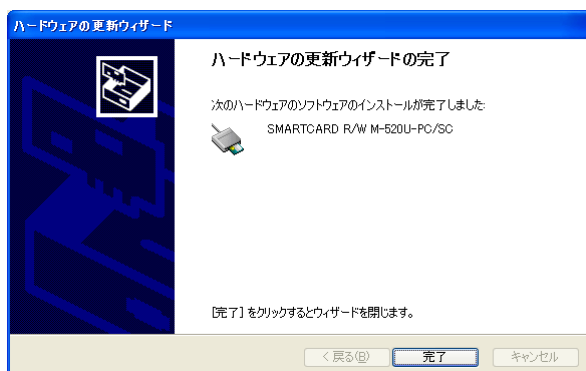 ハードウェアの更新ウィザード
ハードウェアの更新ウィザードの完了
次のハードウェアのソフトウェアのインストールが完了しました:
SMARTCARD R/W M-520U-PC/SC
[完了] をクリックするとウィザードを閉じます。
< 戻る(B)
完了
キャンセル